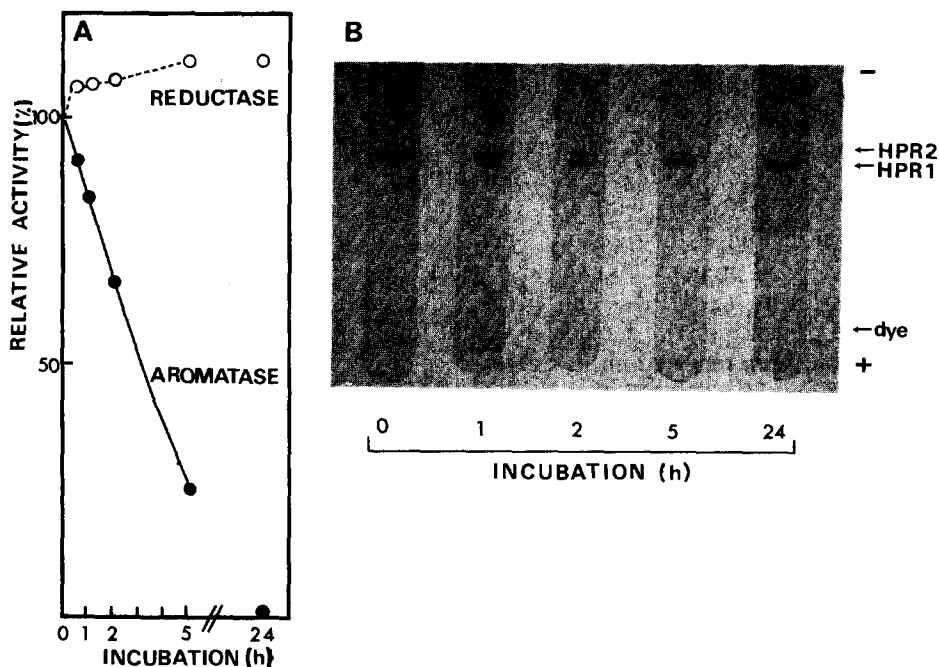 A
REDUCTASE
100
RELATIVE ACTIVITY (%)
50
AROMATASE
0 1 2 5 24
INCUBATION (h)
B
−
←HPR2
←HPR1
←dye
+
0 1 2 5 24
INCUBATION (h)